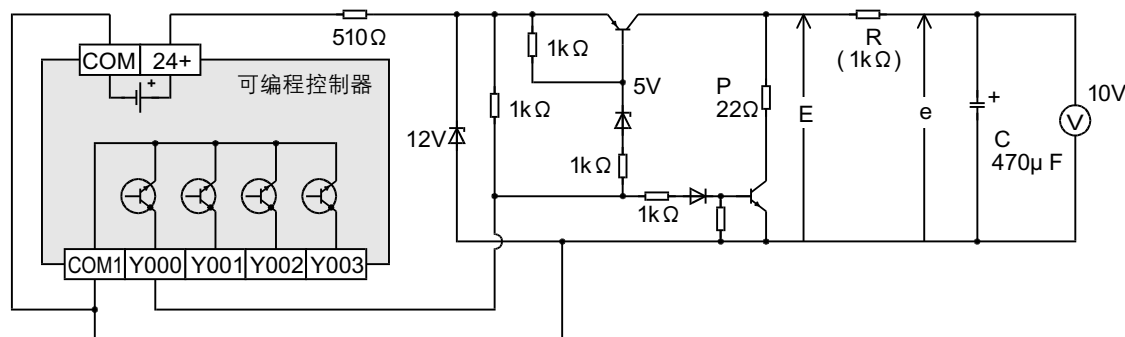 COM 24+
510Ω
可编程控制器
1kΩ
5V
P
22Ω
R
(1kΩ)
10V
12V
1kΩ
E
e
+
C
470μF
V
1kΩ
1kΩ
COM1 Y000 Y001 Y002 Y003
+